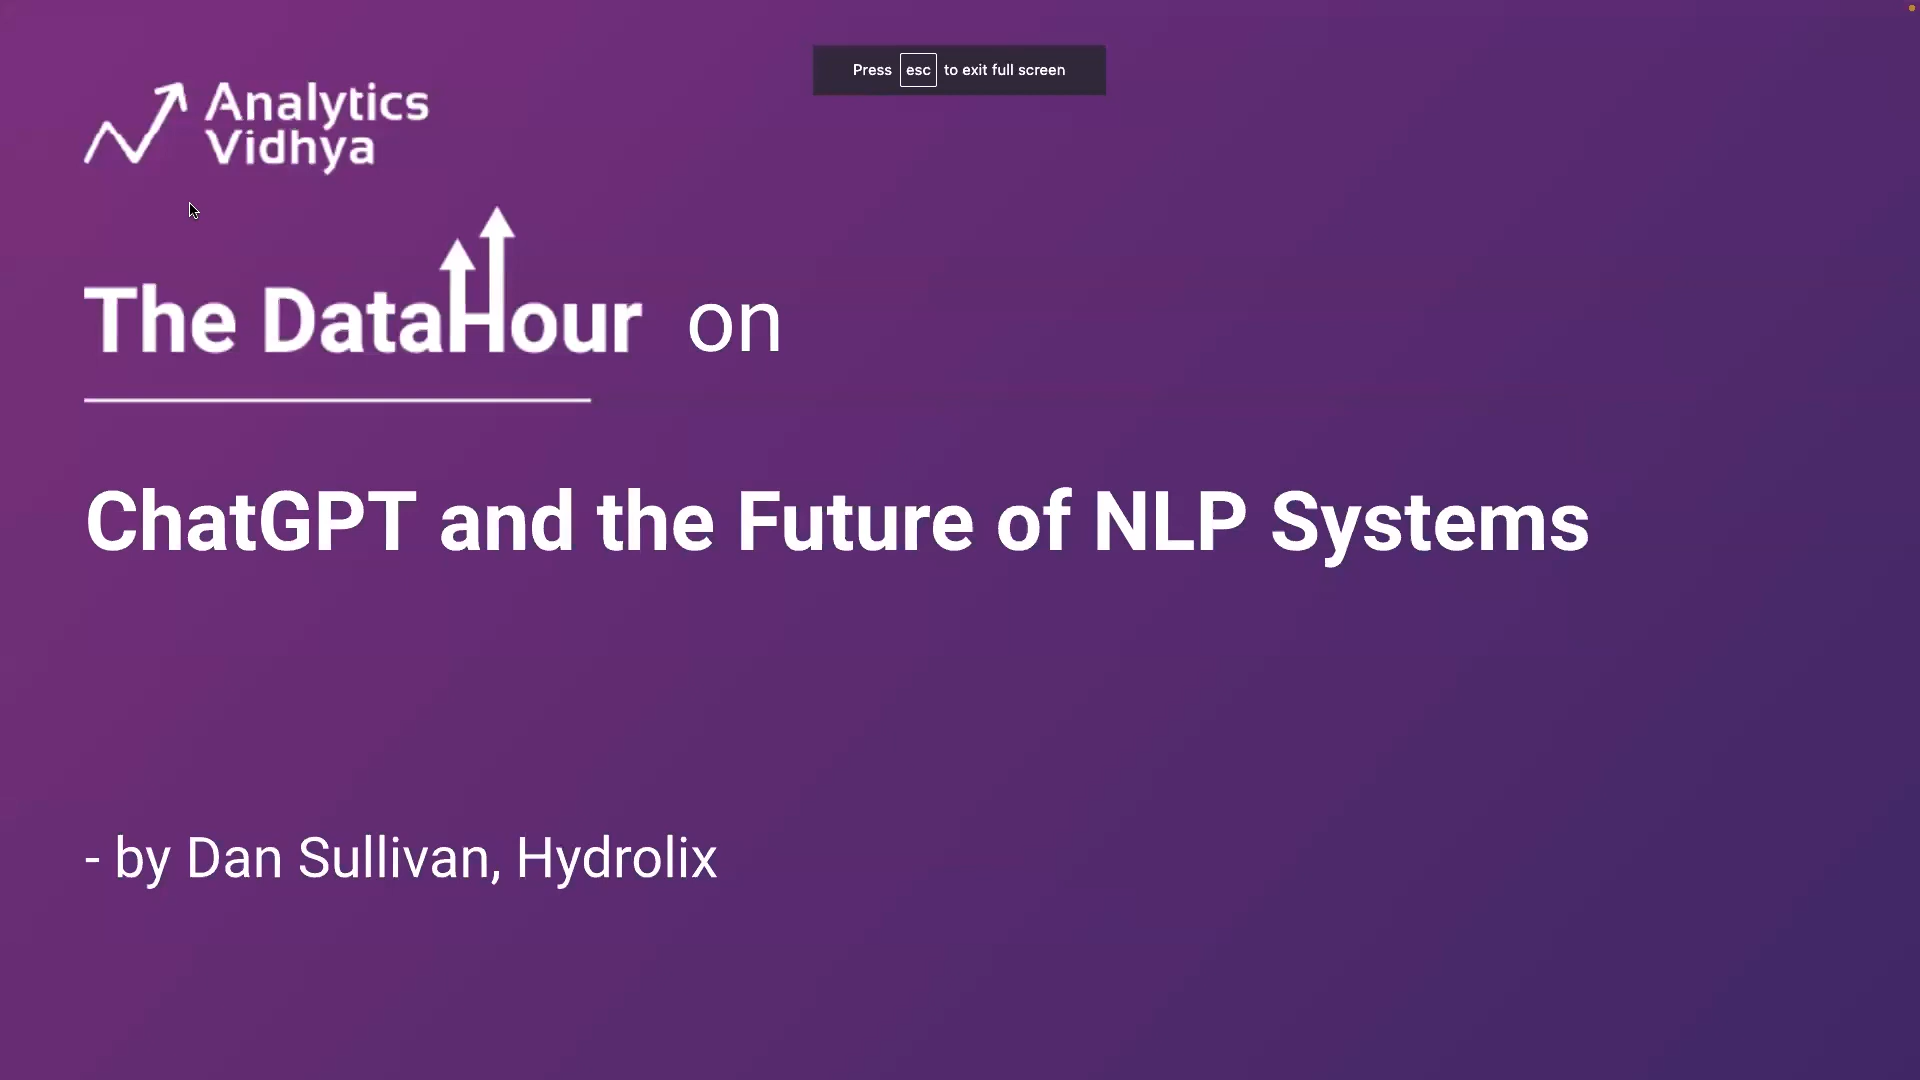 Press esc to exit full screen
Analytics
Vidhya
The DataHour on
ChatGPT and the Future of NLP Systems
- by Dan Sullivan, Hydrolix